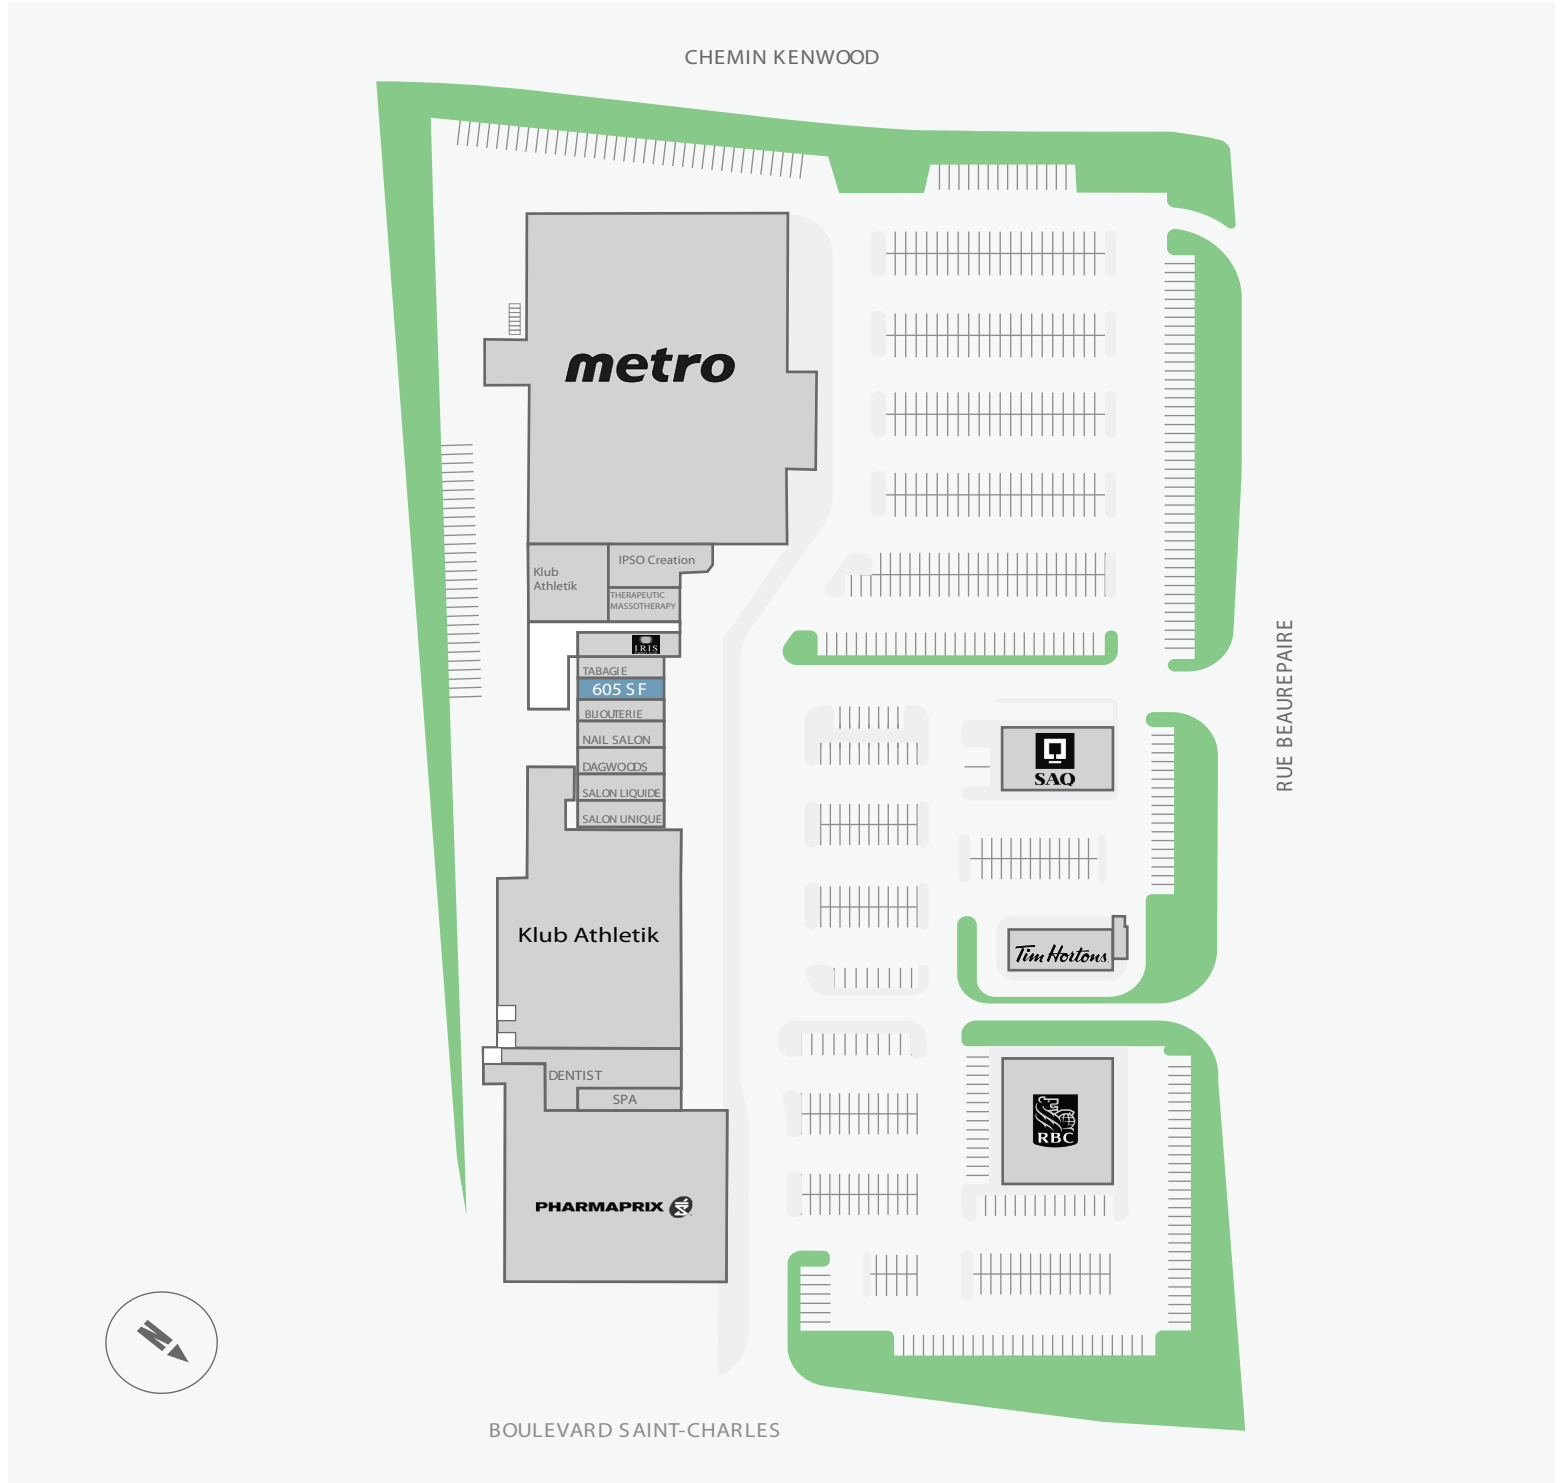 CHEMIN KENWOOD
metro
Klub
Athletik
IPSO Creation
THERAPEUTIC
MASSOTHERAPY
IRIS
TABAGIE
605 SF
BIJOUTERIE
NAIL SALON
DAGWOODS
SALON LIQUIDE
SALON UNIQUE
RUE BEAUREPAIRE
SAQ
Klub Athletik
Tim Hortons
DENTIST
SPA
RBC
PHARMAPRIX
N
BOULEVARD SAINT-CHARLES